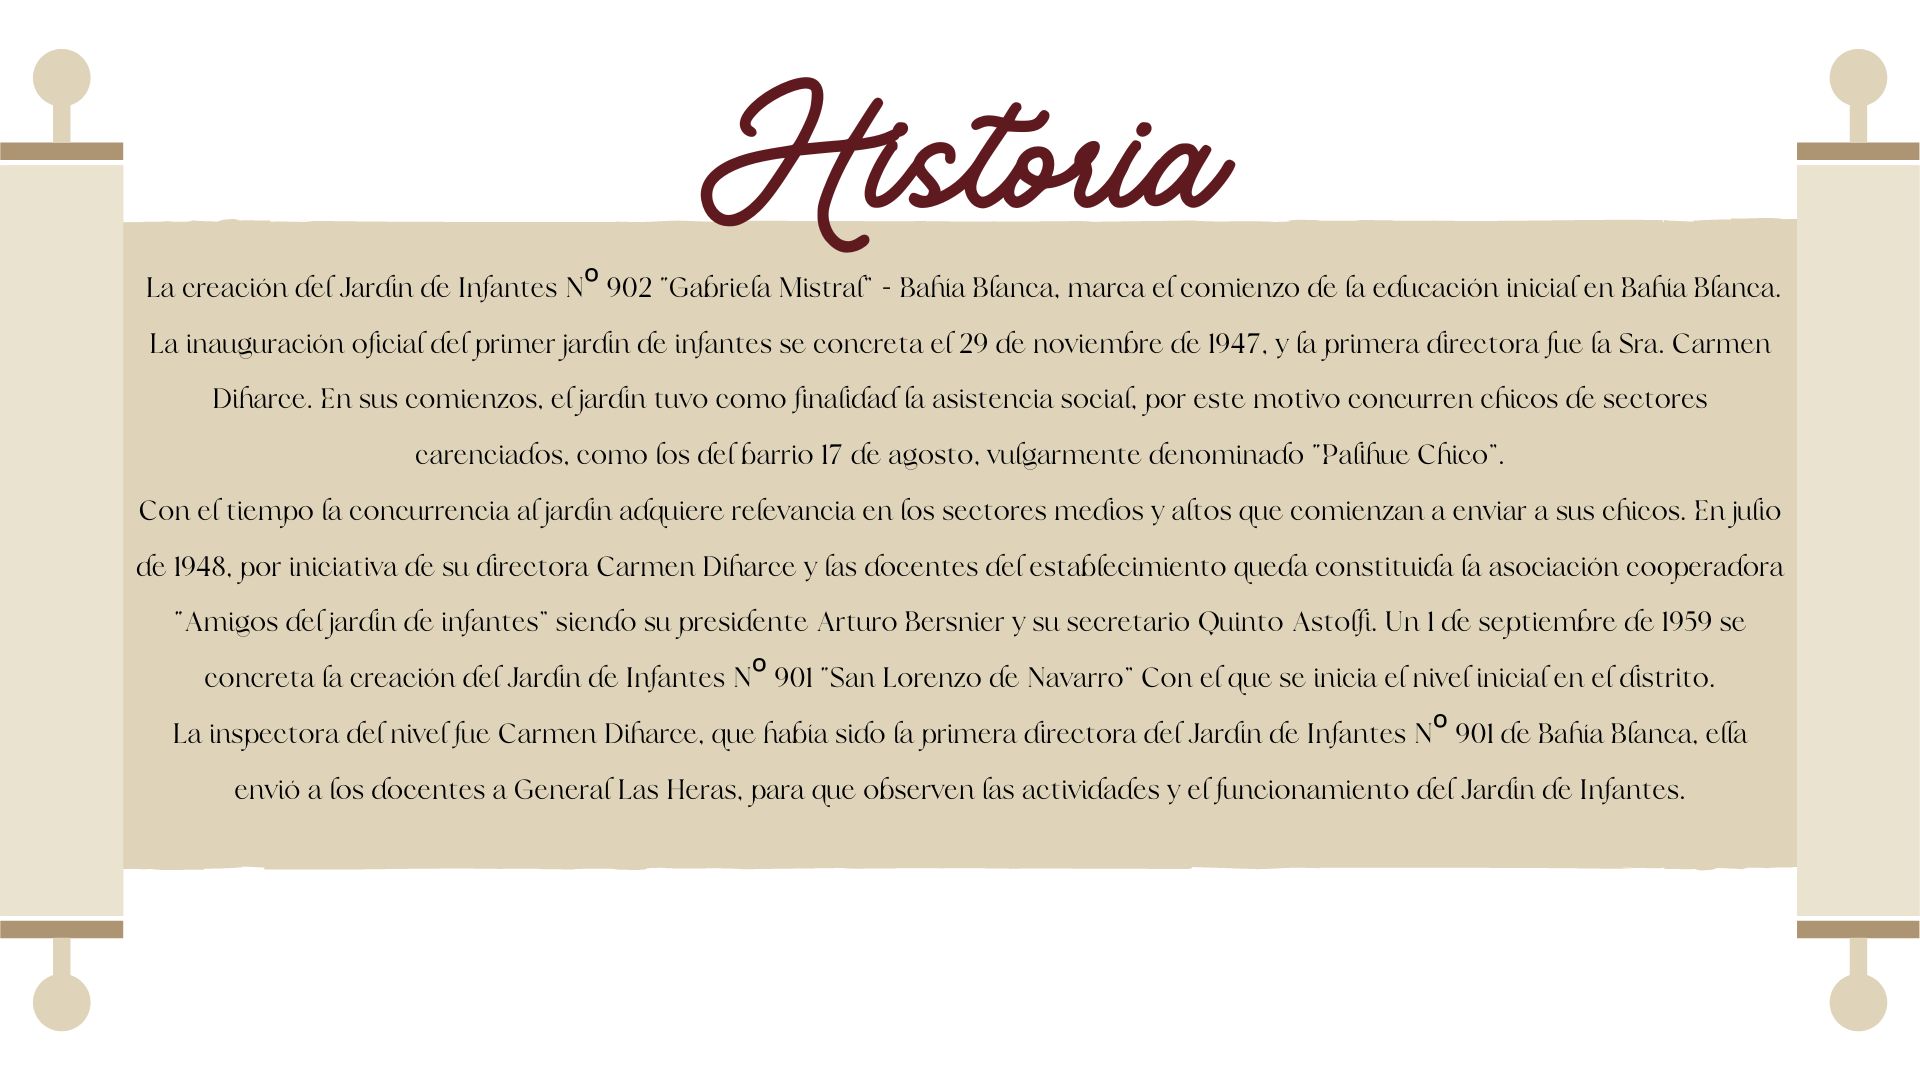 Historia
La creación del Jardín de Infantes Nº 902 "Gabriela Mistral" - Bahía Blanca, marca el comienzo de la educación inicial en Bahía Blanca.
La inauguración oficial del primer jardín de infantes se concreta el 29 de noviembre de 1947, y la primera directora fue la Sra. Carmen
Diharce. En sus comienzos, el jardín tuvo como finalidad la asistencia social, por este motivo concurren chicos de sectores
carenciados, como los del barrio 17 de agosto, vulgarmente denominado "Palihue Chico".
Con el tiempo la concurrencia al jardín adquiere relevancia en los sectores medios y altos que comienzan a enviar a sus chicos. En julio
de 1948, por iniciativa de su directora Carmen Diharce y las docentes del establecimiento queda constituida la asociación cooperadora
"Amigos del jardín de infantes" siendo su presidente Arturo Bersnier y su secretario Quinto Astolfi. Un 1 de septiembre de 1959 se
concreta la creación del Jardín de Infantes Nº 901 "San Lorenzo de Navarro" Con el que se inicia el nivel inicial en el distrito.
La inspectora del nivel fue Carmen Diharce, que había sido la primera directora del Jardín de Infantes Nº 901 de Bahía Blanca, ella
envió a los docentes a General Las Heras, para que observen las actividades y el funcionamiento del Jardín de Infantes.